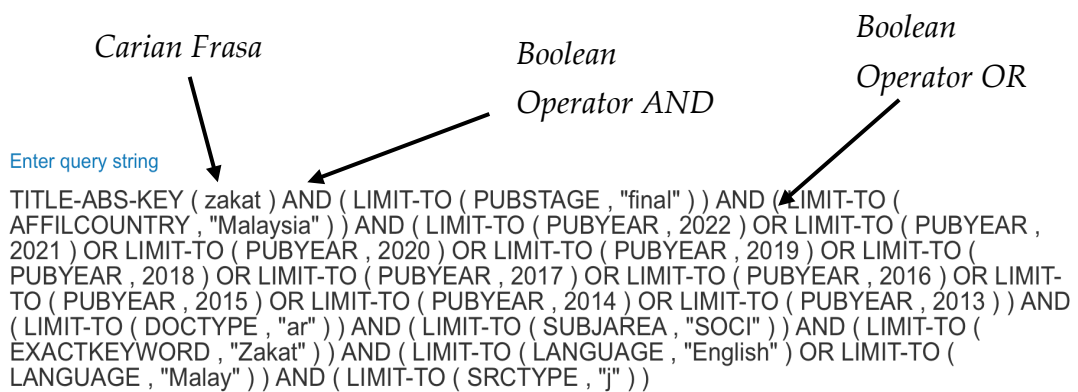 Carian Frasa
Boolean
Operator AND
Boolean
Operator OR
Enter query string
TITLE-ABS-KEY ( zakat ) AND ( LIMIT-TO ( PUBSTAGE , "final" ) ) AND ( LIMIT-TO (
AFFILCOUNTRY , "Malaysia" ) ) AND ( LIMIT-TO ( PUBYEAR , 2022 ) OR LIMIT-TO ( PUBYEAR ,
2021 ) OR LIMIT-TO ( PUBYEAR , 2020 ) OR LIMIT-TO ( PUBYEAR , 2019 ) OR LIMIT-TO (
PUBYEAR , 2018 ) OR LIMIT-TO ( PUBYEAR , 2017 ) OR LIMIT-TO ( PUBYEAR , 2016 ) OR LIMIT-
TO ( PUBYEAR , 2015 ) OR LIMIT-TO ( PUBYEAR , 2014 ) OR LIMIT-TO ( PUBYEAR , 2013 ) ) AND
( LIMIT-TO ( DOCTYPE , "ar" ) ) AND ( LIMIT-TO ( SUBJAREA , "SOCI" ) ) AND ( LIMIT-TO (
EXACTKEYWORD , "Zakat" ) ) AND ( LIMIT-TO ( LANGUAGE , "English" ) OR LIMIT-TO (
LANGUAGE , "Malay" ) ) AND ( LIMIT-TO ( SRCTYPE , "j" ) )